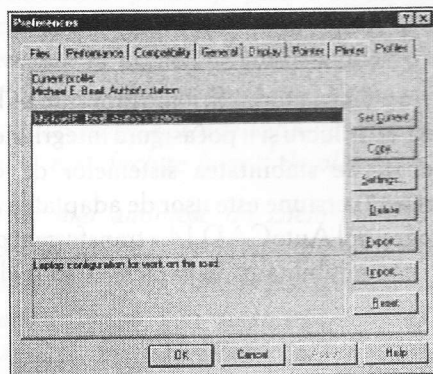 Preferences
Files Performance Compatibility General Display Pointer Printer Profiles
Current profile:
Michael E. Beall, Author's station
Michael E. Beall, Author's station
Set Current
Copy...
Settings...
Delete
Export...
Import...
Reset
Laptop configuration for work on the road.
OK Cancel Help